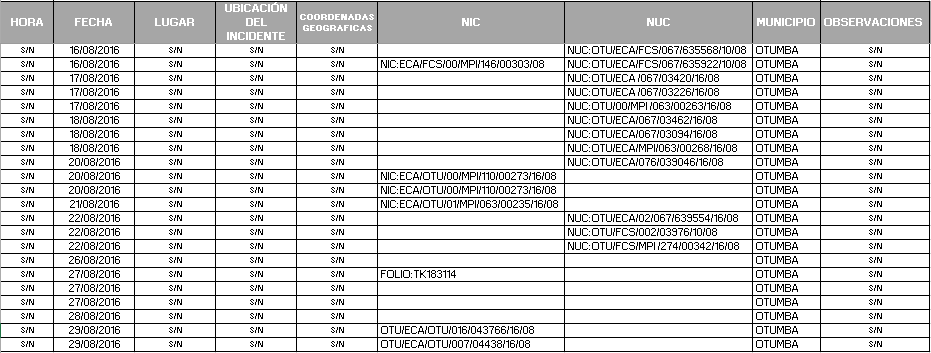 HORA FECHA LUGAR UBICACIÓN DEL INCIDENTE COORDENADAS GEOGRAFICAS NIC NUC MUNICIPIO OBSERVACIONES
S/N 16/08/2016 S/N S/N S/N NUC:OTU/ECA/FCS/067/635568/10/08 OTUMBA S/N
S/N 16/08/2016 S/N S/N S/N NIC:ECA/FCS/00/MPI/146/00303/08 NUC:OTU/ECA/FCS/067/635922/10/08 OTUMBA S/N
S/N 17/08/2016 S/N S/N S/N NUC:OTU/ECA /067/03420/16/08 OTUMBA S/N
S/N 17/08/2016 S/N S/N S/N NUC:OTU/ECA /067/03226/16/08 OTUMBA S/N
S/N 17/08/2016 S/N S/N S/N NUC:OTU/00/MPI /063/00263/16/08 OTUMBA S/N
S/N 18/08/2016 S/N S/N S/N NUC:OTU/ECA/067/03462/16/08 OTUMBA S/N
S/N 18/08/2016 S/N S/N S/N NUC:OTU/ECA/067/03094/16/08 OTUMBA S/N
S/N 18/08/2016 S/N S/N S/N NUC:OTU/ECA/MPI/063/00268/16/08 OTUMBA S/N
S/N 20/08/2016 S/N S/N S/N NUC:OTU/ECA/076/039046/16/08 OTUMBA S/N
S/N 20/08/2016 S/N S/N S/N NIC:ECA/OTU/00/MPI/110/00273/16/08 OTUMBA S/N
S/N 20/08/2016 S/N S/N S/N NIC:ECA/OTU/00/MPI/110/00273/16/08 OTUMBA S/N
S/N 21/08/2016 S/N S/N S/N NIC:ECA/OTU/01/MPI/063/00235/16/08 OTUMBA S/N
S/N 22/08/2016 S/N S/N S/N NUC:OTU/ECA/02/067/639554/16/08 OTUMBA S/N
S/N 22/08/2016 S/N S/N S/N NUC:OTU/FCS/002/03976/10/08 OTUMBA S/N
S/N 22/08/2016 S/N S/N S/N NUC:OTU/FCS/MPI /274/00342/16/08 OTUMBA S/N
S/N 26/08/2016 S/N S/N S/N OTUMBA S/N
S/N 27/08/2016 S/N S/N S/N FOLIO:TK183114 OTUMBA S/N
S/N 27/08/2016 S/N S/N S/N OTUMBA S/N
S/N 27/08/2016 S/N S/N S/N OTUMBA S/N
S/N 28/08/2016 S/N S/N S/N OTUMBA S/N
S/N 29/08/2016 S/N S/N S/N OTU/ECA/OTU/016/043766/16/08 OTUMBA S/N
S/N 29/08/2016 S/N S/N S/N OTU/ECA/OTU/007/04438/16/08 OTUMBA S/N